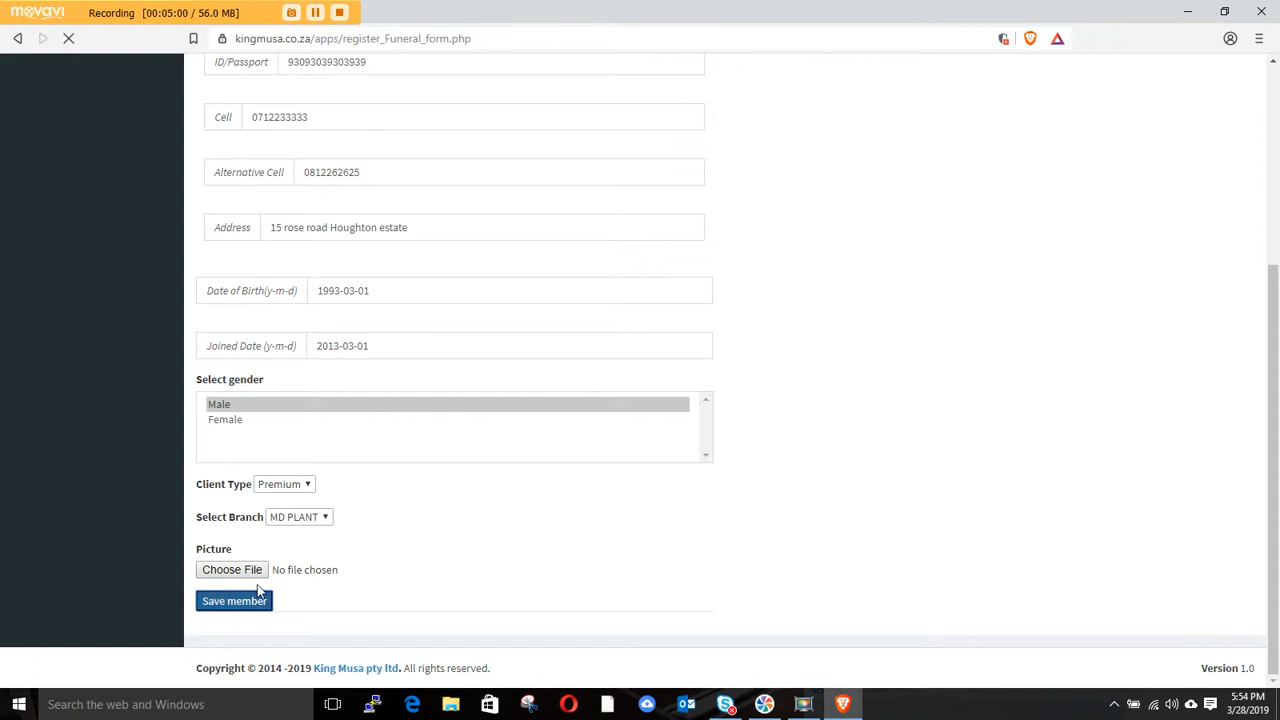 movavi Recording [00:05:00 / 56.0 MB]
kingmusa.co.za/apps/register_Funeral_form.php
ID/Passport 93093039303939
Cell 0712233333
Alternative Cell 0812262625
Address 15 rose road Houghton estate
Date of Birth(y-m-d) 1993-03-01
Joined Date (y-m-d) 2013-03-01
Select gender
Male
Female
Client Type Premium
Select Branch MD PLANT
Picture
Choose File No file chosen
Save member
Copyright © 2014 -2019 King Musa pty ltd. All rights reserved. Version 1.0
Search the web and Windows
5:54 PM
3/28/2019